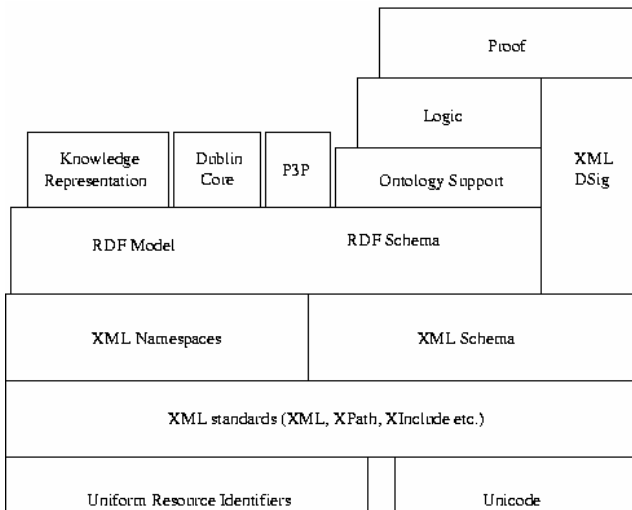 Proof
Logic
XML
DSig
Knowledge
Representation
Dublin
Core
P3P
Ontology Support
RDF Model
RDF Schema
XML Namespaces
XML Schema
XML standards (XML, XPath, XInclude etc.)
Uniform Resource Identifiers
Unicode